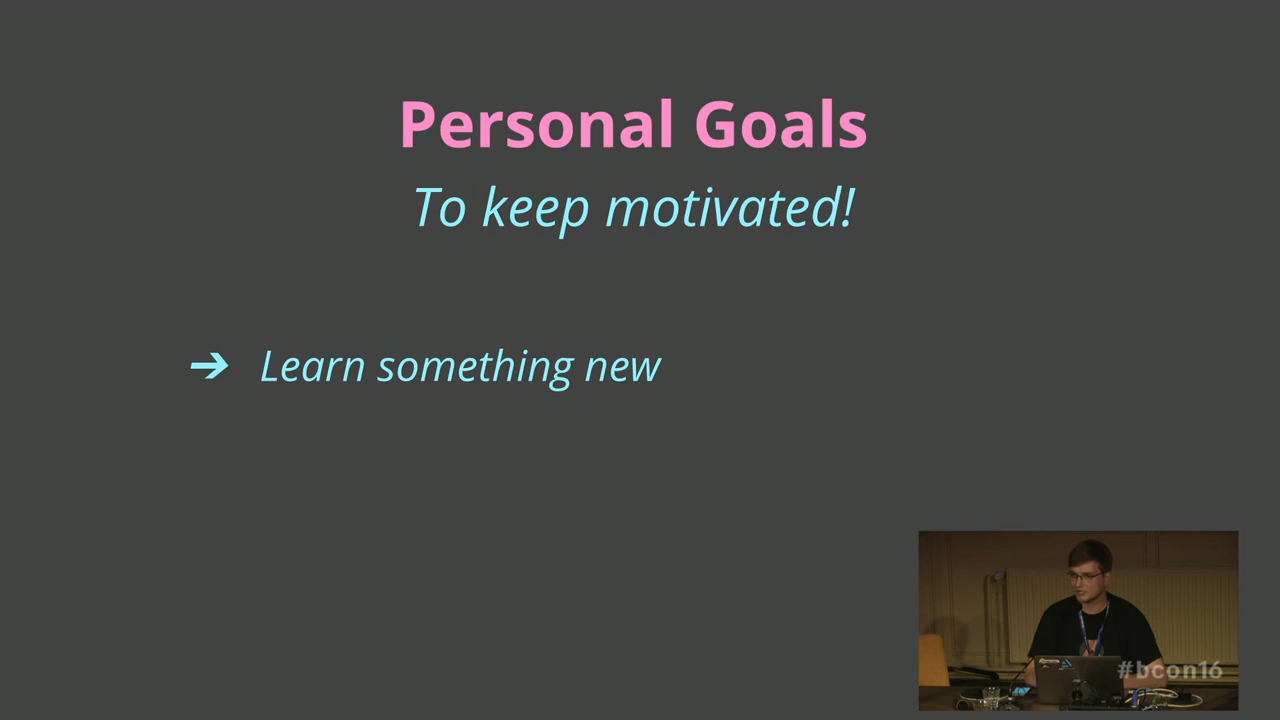 Personal Goals
To keep motivated!
➔ Learn something new
#bcon16